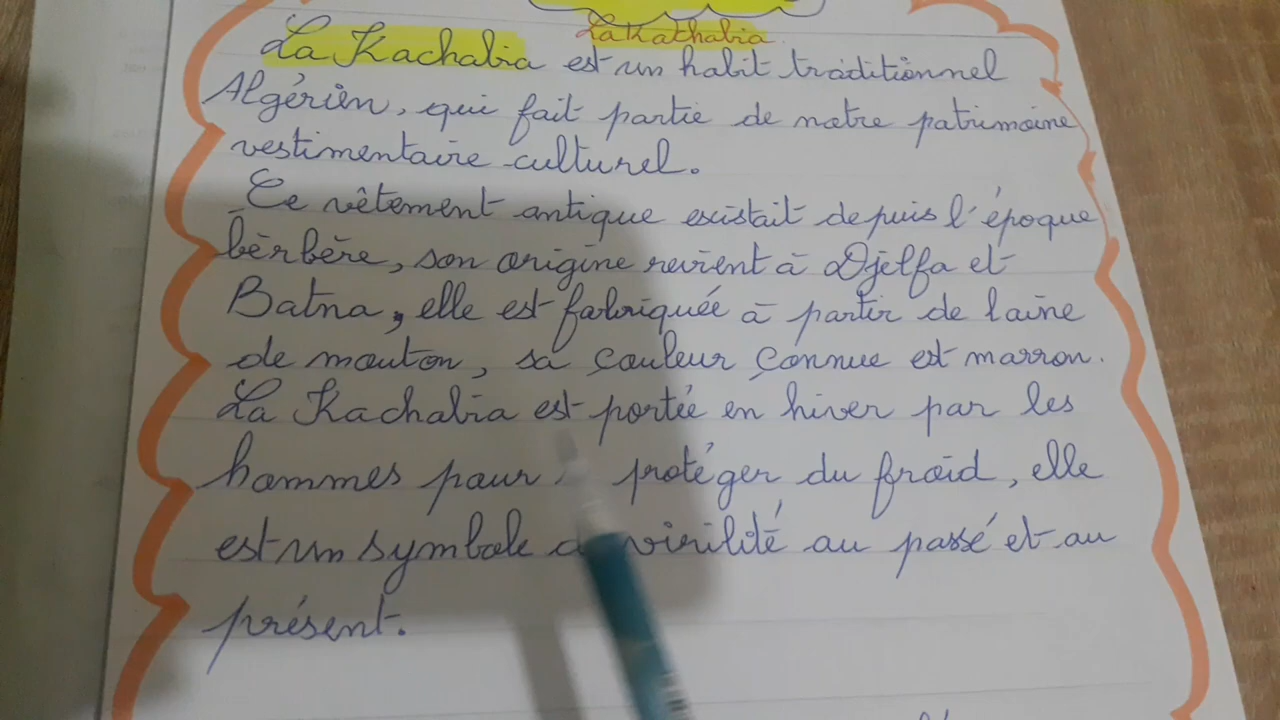 La Kachabia
La Kachabia est un habit traditionnel
Algérien, qui fait partie de notre patrimoine
vestimentaire culturel.
Ce vêtement antique existait depuis l'époque
bèrbère, son origine revient à Djelfa et
Batna, elle est fabriquée à partir de laine
de mouton, sa couleur connue est marron.
La Kachabia est portée en hiver par les
hommes pour protéger du froid, elle
est un symbole virilité au passé et au
présent.